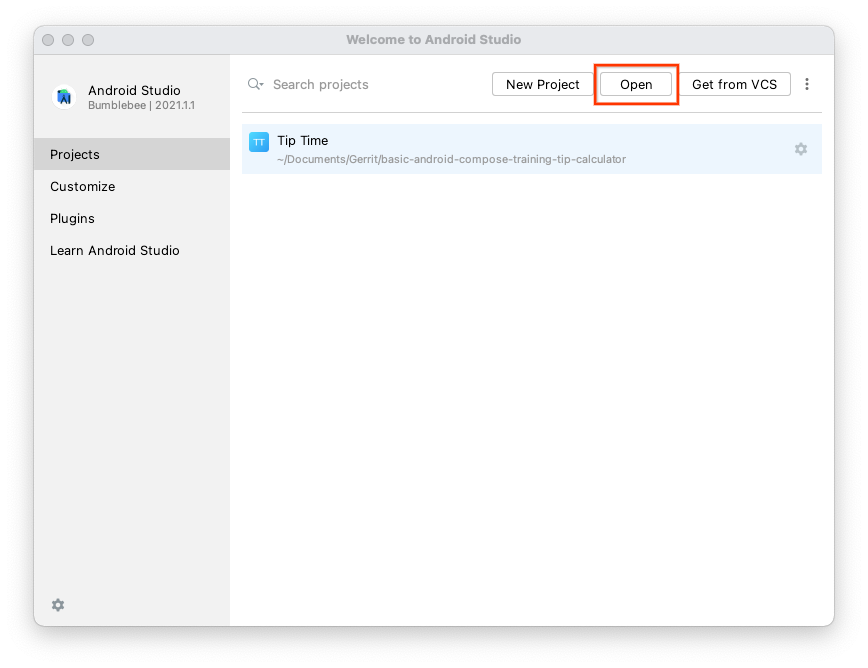 Welcome to Android Studio
Android Studio
Bumblebee | 2021.1.1
Projects
Customize
Plugins
Learn Android Studio
Search projects
New Project
Open
Get from VCS
TT
Tip Time
~/Documents/Gerrit/basic-android-compose-training-tip-calculator